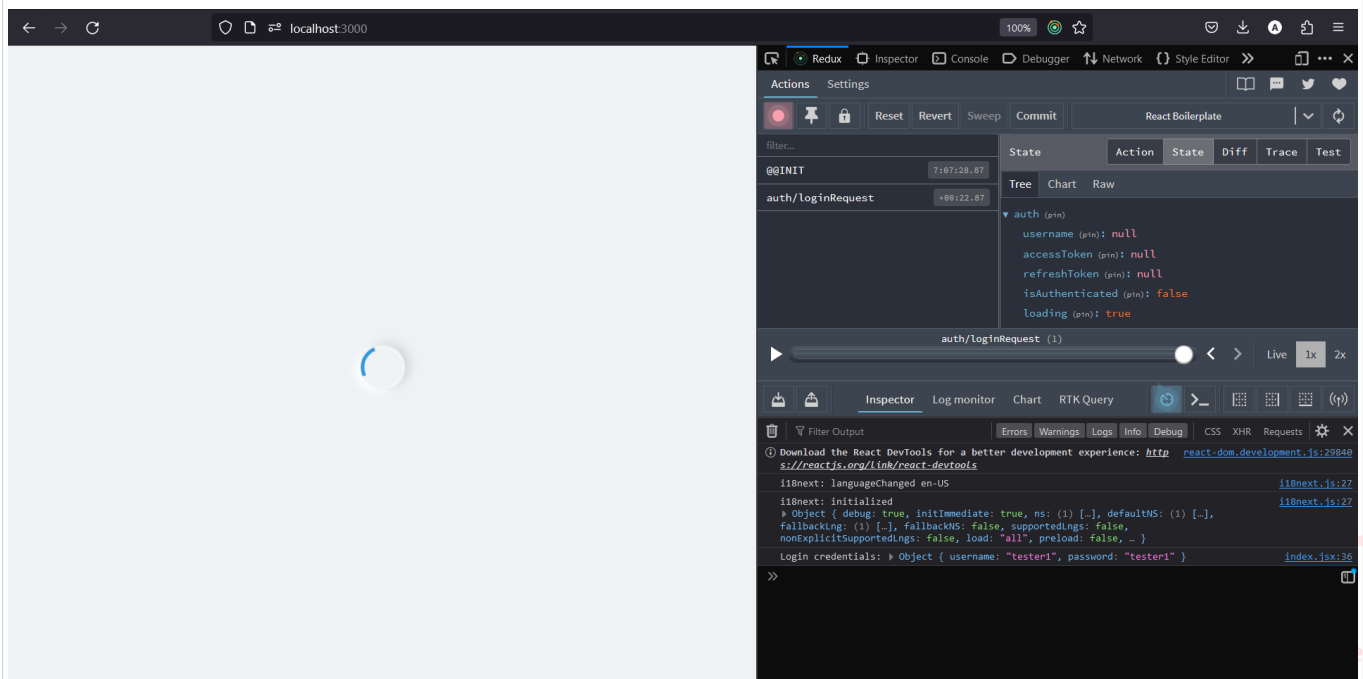 localhost:3000
100%
A
Redux Inspector Console Debugger Network Style Editor
Actions Settings
Reset Revert Sweep Commit React Boilerplate
filter...
@@INIT 7:07:28.87
auth/loginRequest +00:22.87
State Action State Diff Trace Test
Tree Chart Raw
auth (pin)
username (pin): null
accessToken (pin): null
refreshToken (pin): null
isAuthenticated (pin): false
loading (pin): true
auth/loginRequest (1)
Live 1x 2x
Inspector Log monitor Chart RTK Query
Filter Output Errors Warnings Logs Info Debug CSS XHR Requests
Download the React DevTools for a better development experience: http react-dom.development.js:29840
s://reactjs.org/link/react-devtools
i18next: languageChanged en-US i18next.js:27
i18next: initialized i18next.js:27
Object { debug: true, initImmediate: true, ns: (1) […], defaultNS: (1) […],
fallbackLng: (1) […], fallbackNS: false, supportedLngs: false,
nonExplicitSupportedLngs: false, load: "all", preload: false, … }
Login credentials: Object { username: "tester1", password: "tester1" } index.jsx:36